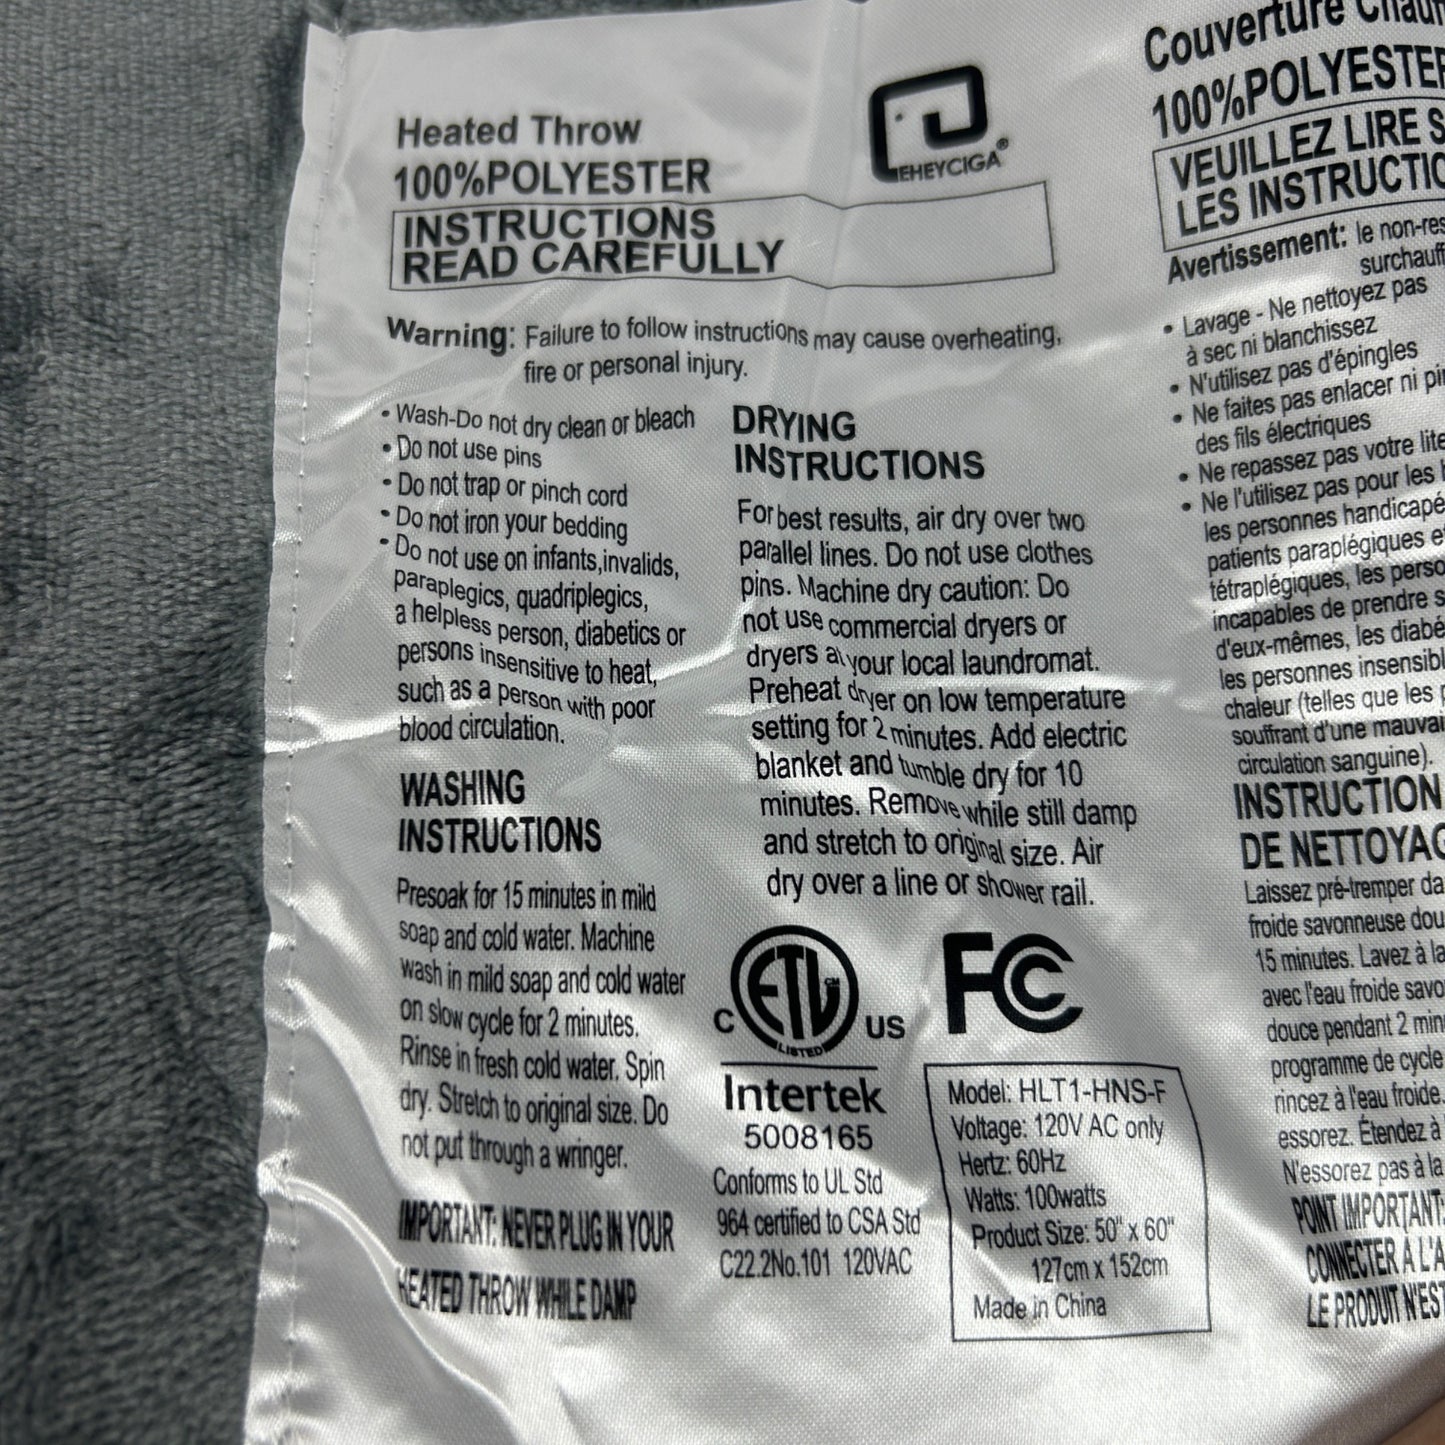 Heated Throw
100%POLYESTER
INSTRUCTIONS
READ CAREFULLY
EHEYCIGA®
Warning: Failure to follow instructions may cause overheating,
fire or personal injury.
• Wash-Do not dry clean or bleach
• Do not use pins
• Do not trap or pinch cord
• Do not iron your bedding
• Do not use on infants,invalids,
paraplegics, quadriplegics,
a helpless person, diabetics or
persons insensitive to heat,
such as a person with poor
blood circulation.
WASHING
INSTRUCTIONS
Presoak for 15 minutes in mild
soap and cold water. Machine
wash in mild soap and cold water
on slow cycle for 2 minutes.
Rinse in fresh cold water. Spin
dry. Stretch to original size. Do
not put through a wringer.
IMPORTANT: NEVER PLUG IN YOUR
HEATED THROW WHILE DAMP
DRYING
INSTRUCTIONS
For best results, air dry over two
parallel lines. Do not use clothes
pins. Machine dry caution: Do
not use commercial dryers or
dryers at your local laundromat.
Preheat dryer on low temperature
setting for 2 minutes. Add electric
blanket and tumble dry for 10
minutes. Remove while still damp
and stretch to original size. Air
dry over a line or shower rail.
C ETL CM US
LISTED
Intertek
5008165
Conforms to UL Std
964 certified to CSA Std
C22.2No.101 120VAC
FC
Model: HLT1-HNS-F
Voltage: 120V AC only
Hertz: 60Hz
Watts: 100watts
Product Size: 50" x 60"
127cm x 152cm
Made in China
Couverture
100%POLYESTER
VEUILLEZ LIRE
LES
Avertissement: le
• Lavage - Ne nettoyez pas
à sec ni blanchissez
• N'utilisez pas d'épingles
• Ne faites pas enlacer ni
des fils électriques
• Ne repassez pas votre
• Ne l'utilisez pas pour les
les personnes
patients paraplégiques
tétraplégiques, les
incapables de prendre
d'eux-mêmes, les
les personnes
chaleur (telles que les
souffrant d'une
circulation sanguine).
INSTRUCTION
DE
Laissez pré-tremper
froide savonneuse
15 minutes. Lavez à la
avec l'eau froide
douce pendant 2
programme de cycle
rincez à l'eau froide.
essorez. Étendez à
N'essorez pas à la
POINT IMPORTANT:
CONNECTER A
LE PRODUIT